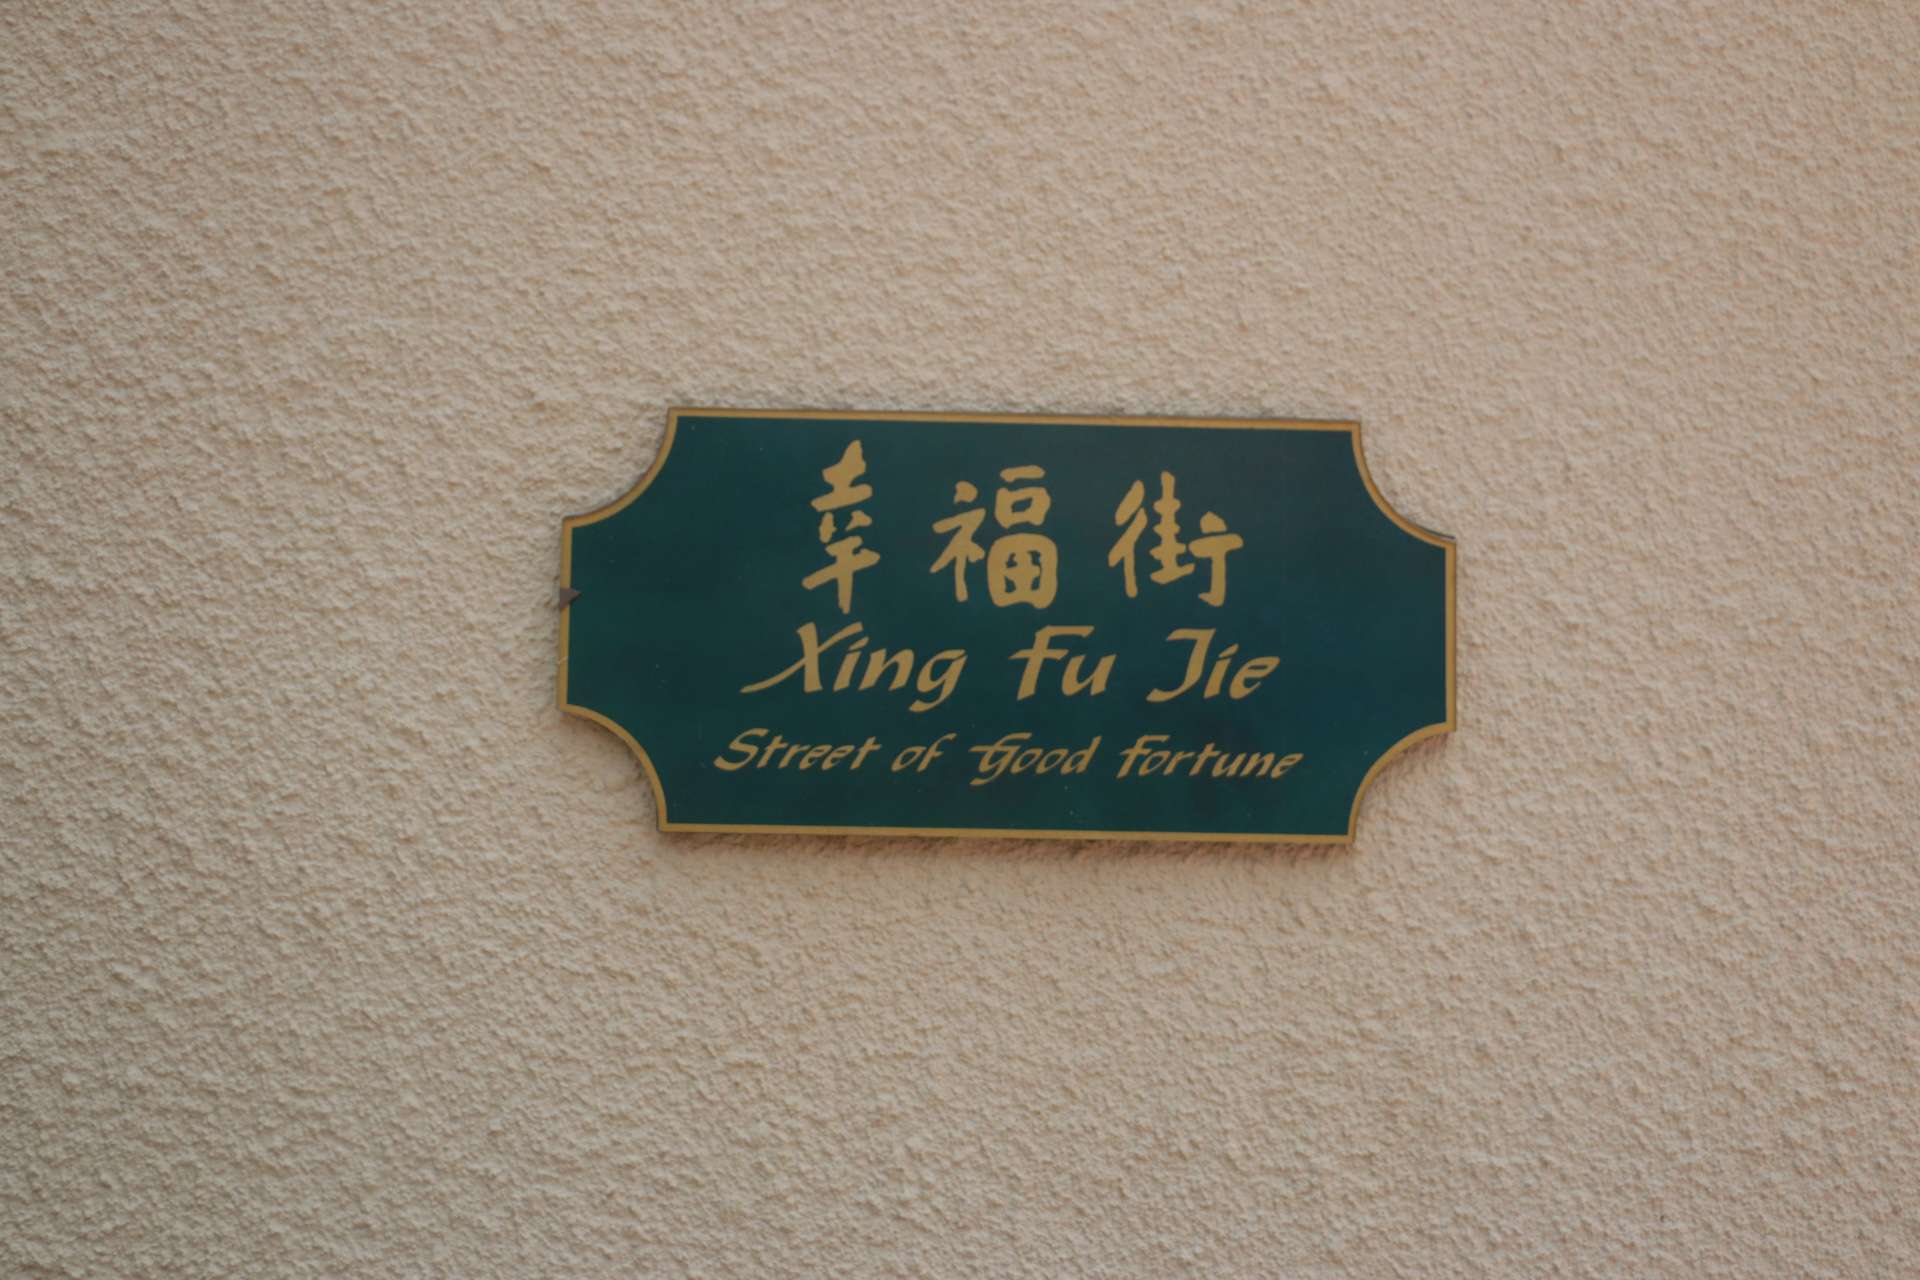 幸福街
Xing Fu Jie
Street of Good Fortune